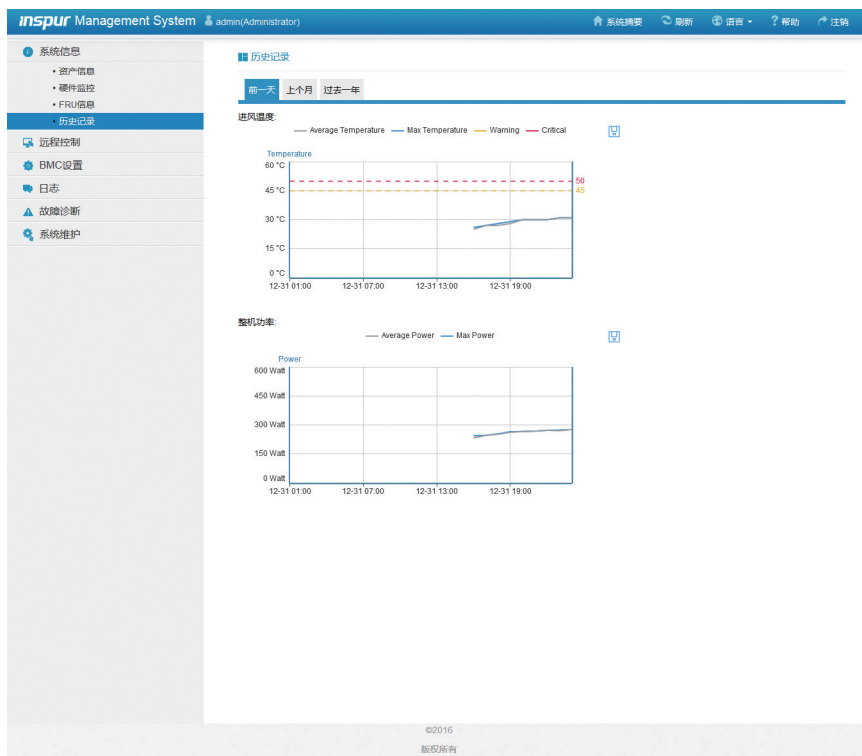 inspur Management System admin(Administrator) 系统摘要 刷新 语言 ? 帮助 注销
系统信息
• 资产信息
• 硬件监控
• FRU信息
• 历史记录
远程控制
BMC设置
日志
故障诊断
系统维护
历史记录
前一天 上个月 过去一年
进风温度:
Average Temperature Max Temperature Warning Critical
Temperature
60 °C
50
45 °C 45
30 °C
15 °C
0 °C
12-31 01:00 12-31 07:00 12-31 13:00 12-31 19:00
整机功率:
Average Power Max Power
Power
600 Watt
450 Watt
300 Watt
150 Watt
0 Watt
12-31 01:00 12-31 07:00 12-31 13:00 12-31 19:00
©2016
版权所有